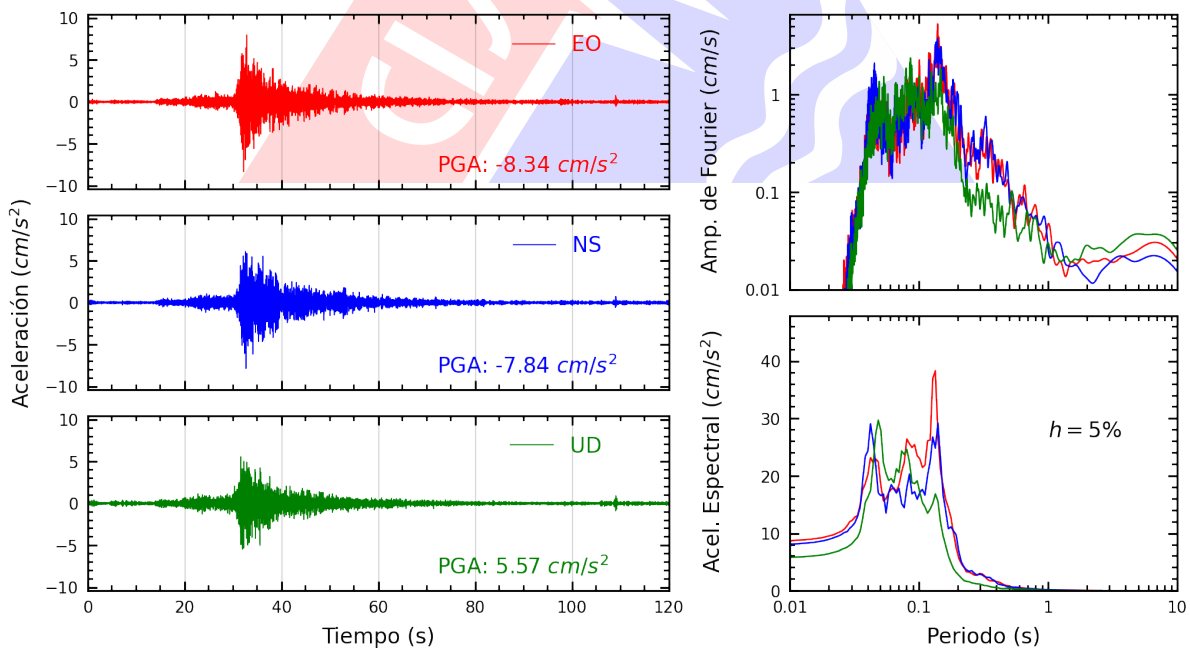 Aceleración (cm/s²)
10
5
0
−5
−10
EO
PGA: -8.34 cm/s²
10
5
0
−5
−10
NS
PGA: -7.84 cm/s²
10
5
0
−5
−10
UD
PGA: 5.57 cm/s²
0 20 40 60 80 100 120
Tiempo (s)
Amp. de Fourier (cm/s)
1
0.1
0.01
Acel. Espectral (cm/s²)
40
30
20
10
0
h = 5%
0.01 0.1 1 10
Periodo (s)